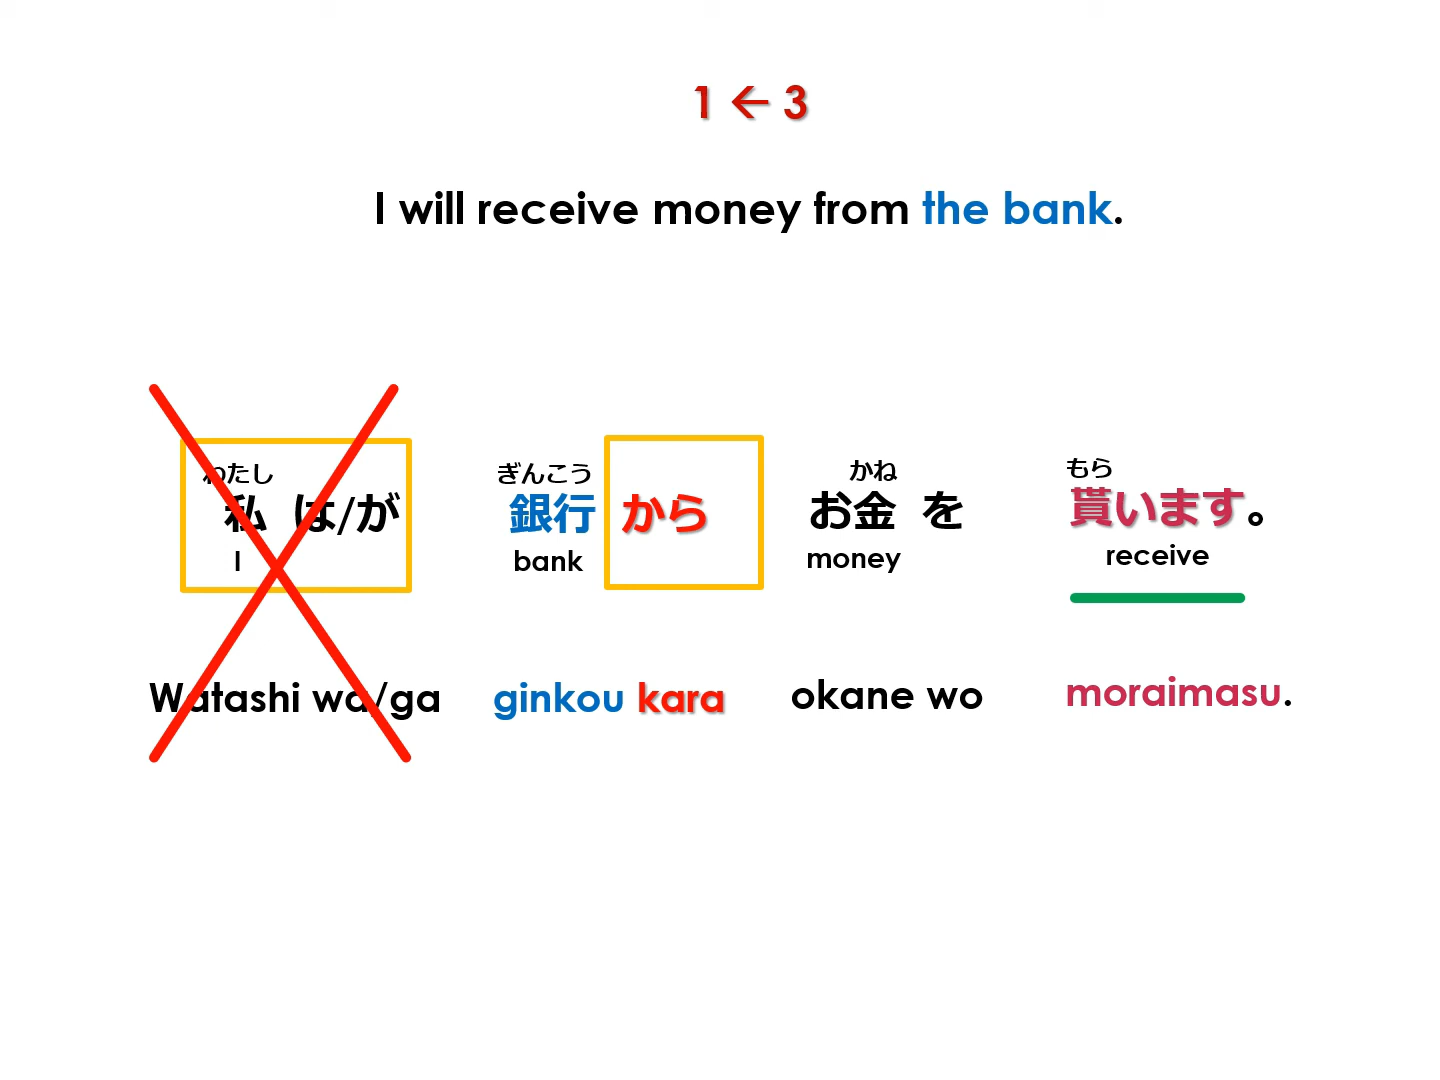 1 ← 3
I will receive money from the bank.
わたし ぎんこう かね もら
私 は/が 銀行 から お金 を 貰います。
I bank money receive
Watashi wa/ga ginkou kara okane wo moraimasu.